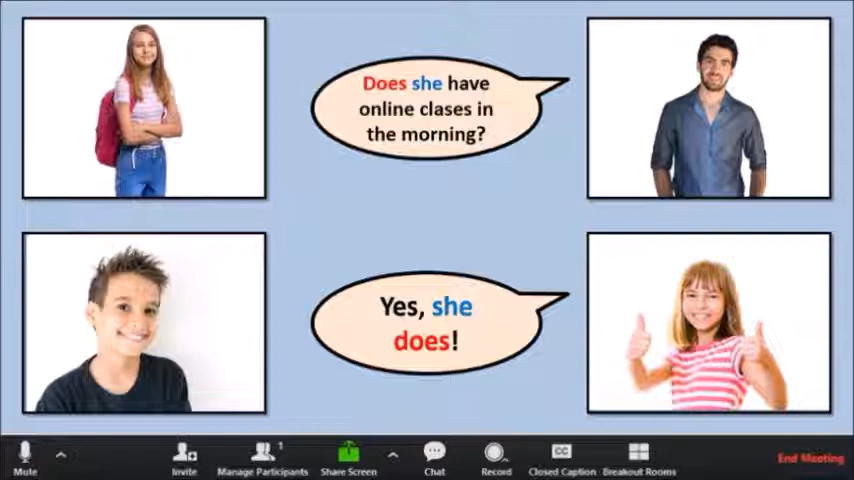 Does she have
online clases in
the morning?
Yes, she
does!
1
Mute
Invite
Manage Participants
Share Screen
Chat
Record
CC
Closed Caption
Breakout Rooms
End Meeting